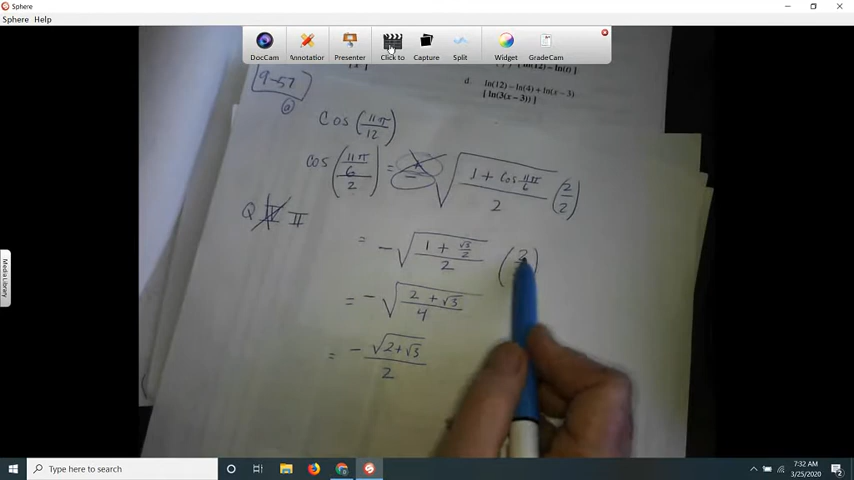 Sphere
Sphere Help
DocCam Annotation Presenter Click to Capture Split Widget GradeCam
d. ln(12) − ln(4) + ln(x − 3)
[ ln(3(x − 3)) ]
9-57
a
Cos (11π/12)
cos ((11π/6)/2) = − √((1 + cos 11π/6)/2) (2/2)
Q II
= − √((1 + √3/2)/2) (2
= − √((2 + √3)/4)
= − √(2+√3)/2
Media Library
Type here to search
7:32 AM
3/25/2020
2